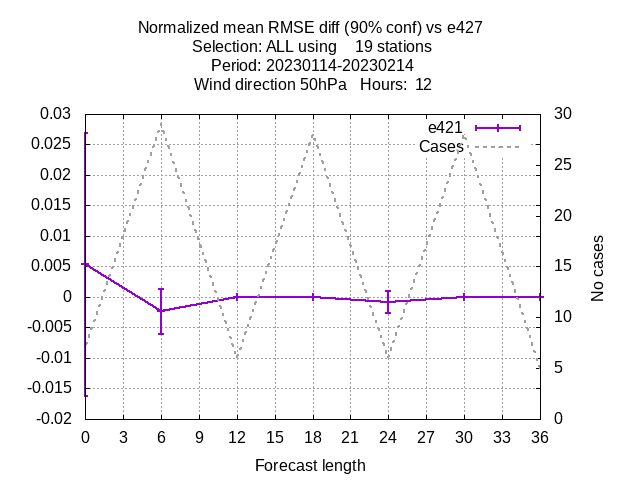 Normalized mean RMSE diff (90% conf) vs e427
Selection: ALL using    19 stations
Period: 20230114-20230214
Wind direction 50hPa   Hours:  12
0.03
0.025
0.02
0.015
0.01
0.005
0
-0.005
-0.01
-0.015
-0.02
e421
Cases
30
25
20
15
10
5
0
No cases
0 3 6 9 12 15 18 21 24 27 30 33 36
Forecast length